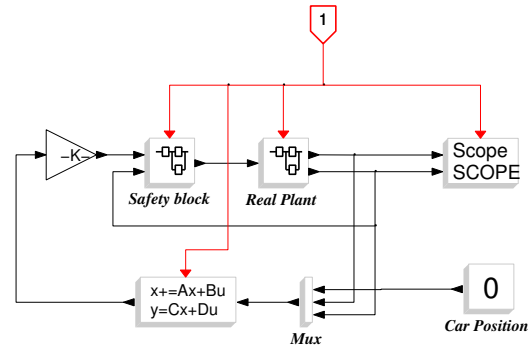 1
–K–
Scope
SCOPE
Safety block
Real Plant
x+=Ax+Bu
y=Cx+Du
0
Mux
Car Position